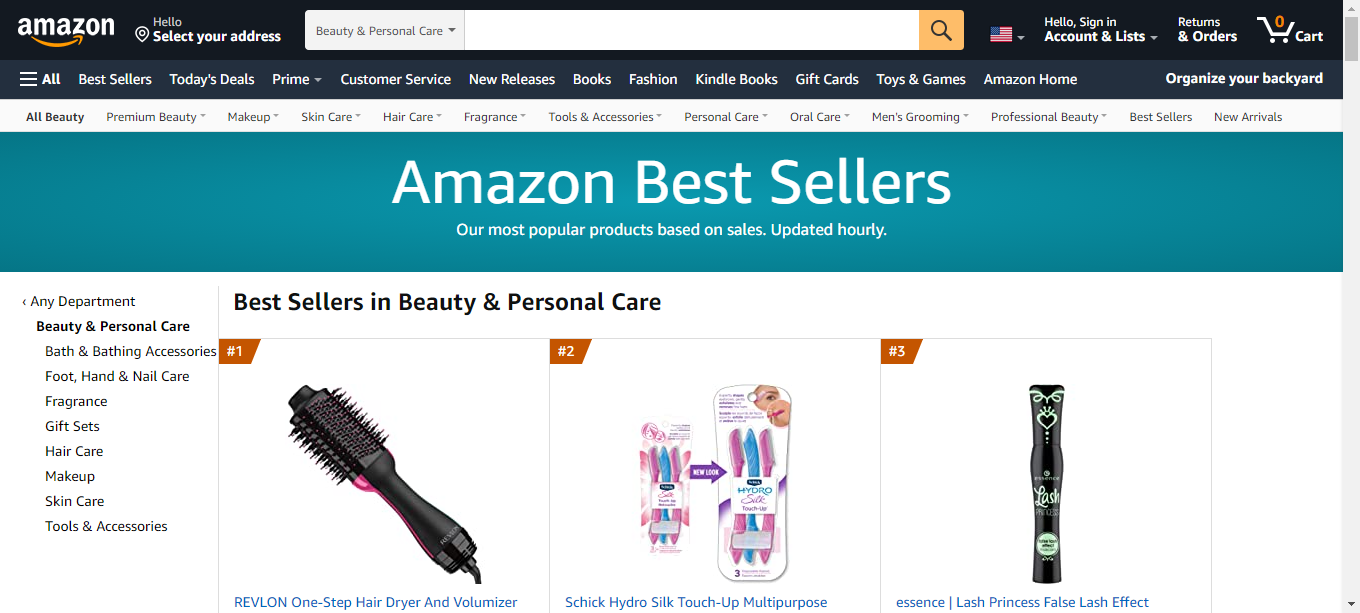 amazon
Hello
Select your address
Beauty & Personal Care
Hello, Sign in
Account & Lists
Returns
& Orders
0
Cart
All
Best Sellers
Today's Deals
Prime
Customer Service
New Releases
Books
Fashion
Kindle Books
Gift Cards
Toys & Games
Amazon Home
Organize your backyard
All Beauty
Premium Beauty
Makeup
Skin Care
Hair Care
Fragrance
Tools & Accessories
Personal Care
Oral Care
Men's Grooming
Professional Beauty
Best Sellers
New Arrivals
Amazon Best Sellers
Our most popular products based on sales. Updated hourly.
‹ Any Department
Beauty & Personal Care
Bath & Bathing Accessories
Foot, Hand & Nail Care
Fragrance
Gift Sets
Hair Care
Makeup
Skin Care
Tools & Accessories
Best Sellers in Beauty & Personal Care
#1
REVLON
REVLON One-Step Hair Dryer And Volumizer
#2
NEW LOOK
Schick
Silk
Touch-Up
Schick
HYDRO
Silk
Touch-Up
3
Schick Hydro Silk Touch-Up Multipurpose
#3
essence
Lash
PRINCESS
false lash
effect
essence | Lash Princess False Lash Effect